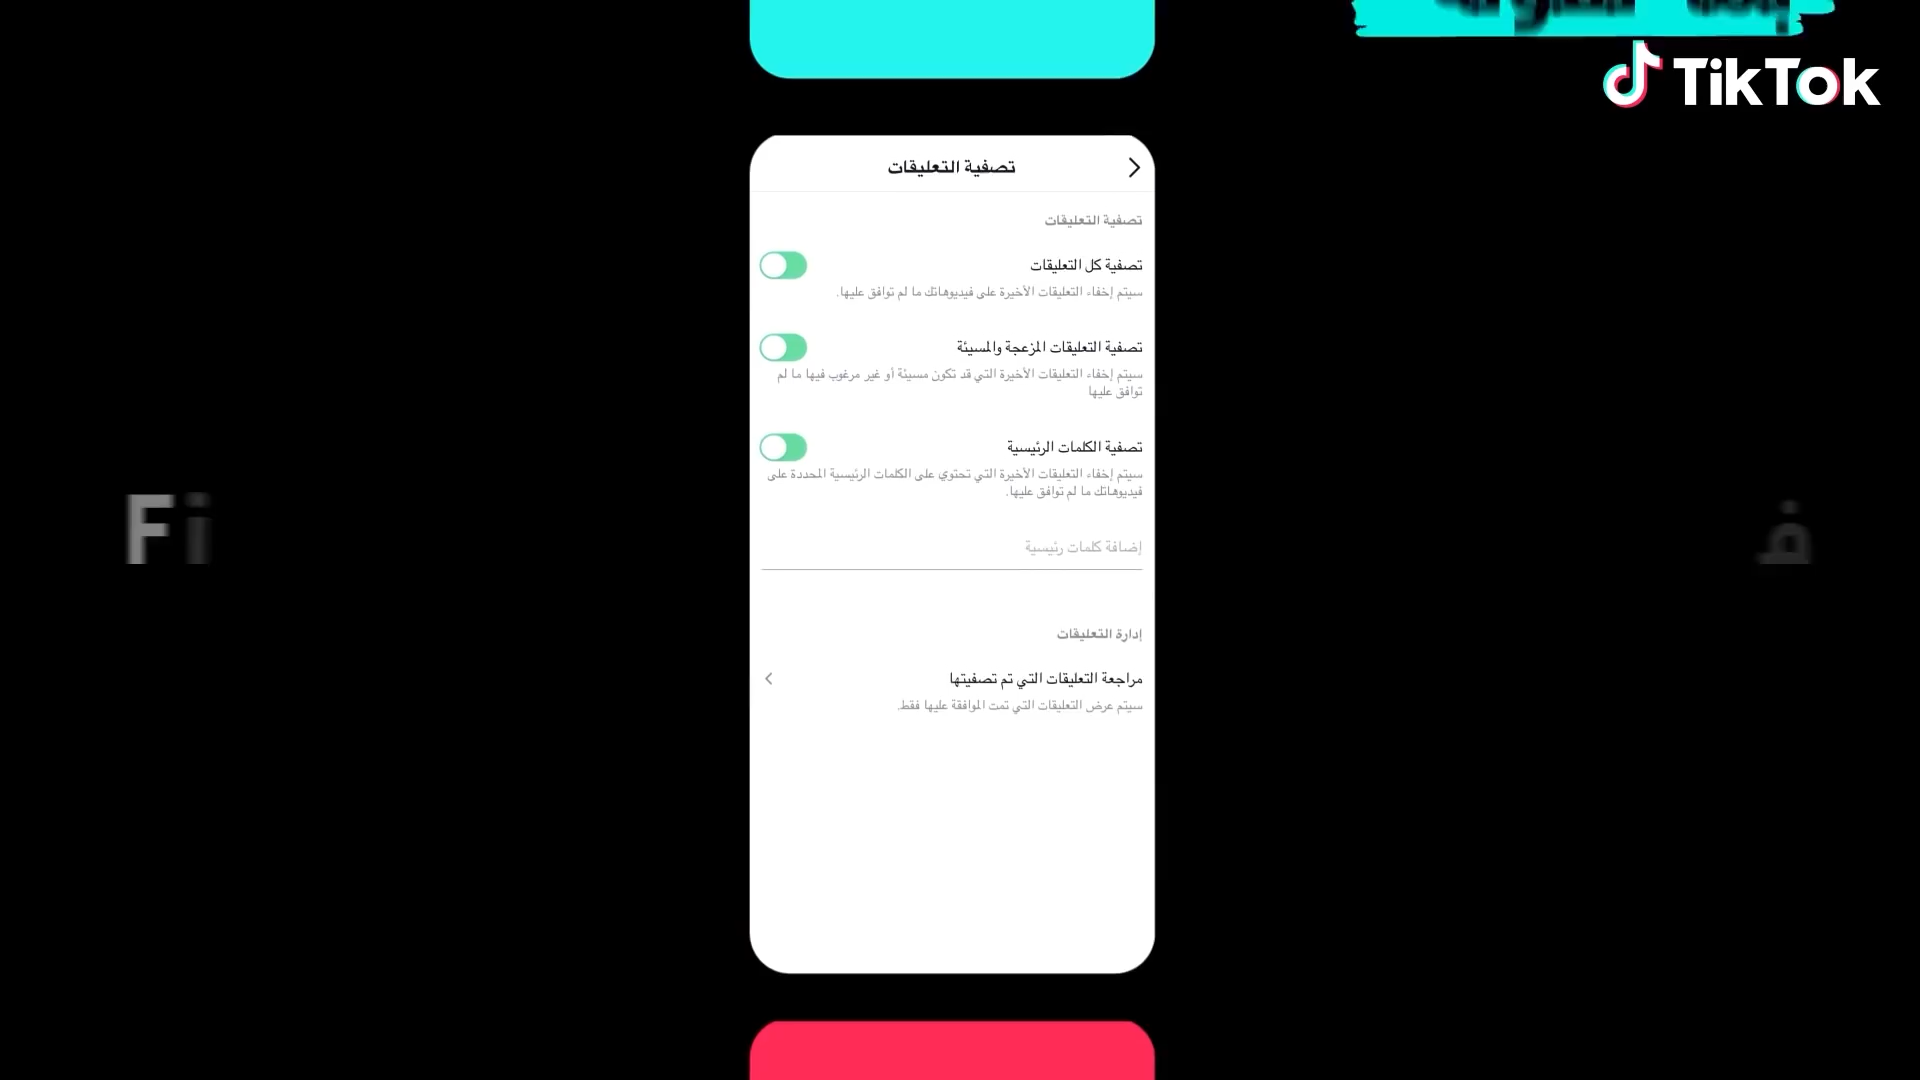 TikTok
تصفية التعليقات
تصفية التعليقات
تصفية كل التعليقات
سيتم إخفاء التعليقات الأخيرة على فيديوهاتك ما لم توافق عليها.
تصفية التعليقات المزعجة والمسيئة
سيتم إخفاء التعليقات الأخيرة التي قد تكون مسيئة أو غير مرغوب فيها ما لم
توافق عليها
تصفية الكلمات الرئيسية
سيتم إخفاء التعليقات الأخيرة التي تحتوي على الكلمات الرئيسية المحددة على
فيديوهاتك ما لم توافق عليها.
Fi
ف
إضافة كلمات رئيسية
إدارة التعليقات
مراجعة التعليقات التي تم تصفيتها
سيتم عرض التعليقات التي تمت الموافقة عليها فقط.